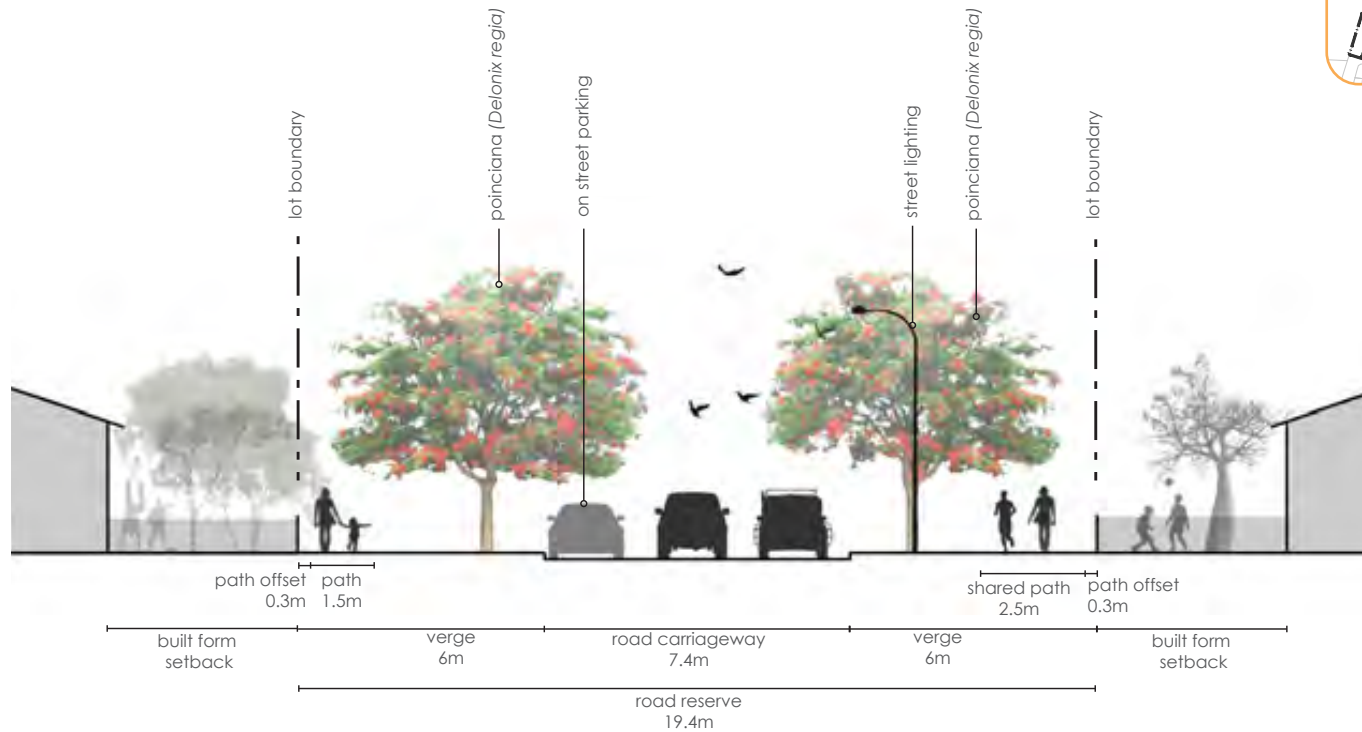 lot boundary
poinciana (Delonix regia)
on street parking
street lighting
poinciana (Delonix regia)
lot boundary
path offset
0.3m
path
1.5m
shared path
2.5m
path offset
0.3m
built form
setback
verge
6m
road carriageway
7.4m
verge
6m
built form
setback
road reserve
19.4m